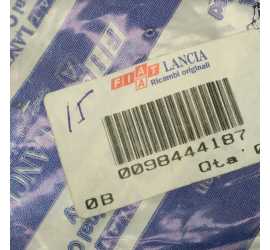 15
FIAT LANCIA
Ricambi originali
0098444187
0B Qta: